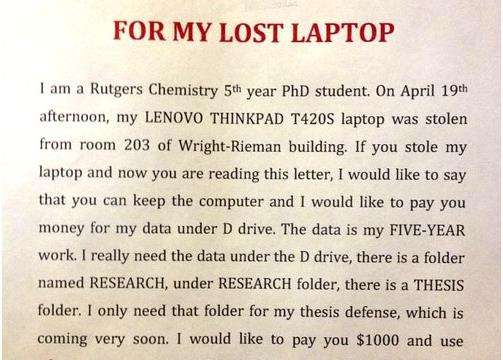 FOR MY LOST LAPTOP
I am a Rutgers Chemistry 5th year PhD student. On April 19th
afternoon, my LENOVO THINKPAD T420S laptop was stolen
from room 203 of Wright-Rieman building. If you stole my
laptop and now you are reading this letter, I would like to say
that you can keep the computer and I would like to pay you
money for my data under D drive. The data is my FIVE-YEAR
work. I really need the data under the D drive, there is a folder
named RESEARCH, under RESEARCH folder, there is a THESIS
folder. I only need that folder for my thesis defense, which is
coming very soon. I would like to pay you $1000 and use